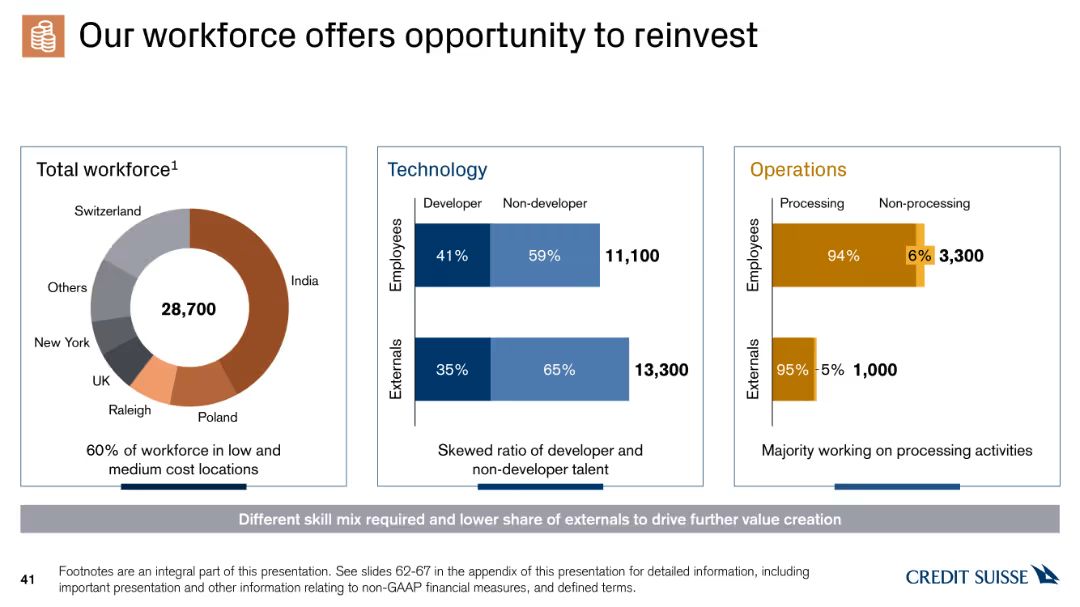 Our workforce offers opportunity to reinvest
Total workforce¹
Switzerland
Others
New York
UK
Raleigh
Poland
India
28,700
60% of workforce in low and
medium cost locations
Technology
Developer Non-developer
Employees
41% 59% 11,100
Externals
35% 65% 13,300
Skewed ratio of developer and
non-developer talent
Operations
Processing Non-processing
Employees
94% 6% 3,300
Externals
95% 5% 1,000
Majority working on processing activities
Different skill mix required and lower share of externals to drive further value creation
41
Footnotes are an integral part of this presentation. See slides 62-67 in the appendix of this presentation for detailed information, including
important presentation and other information relating to non-GAAP financial measures, and defined terms.
CREDIT SUISSE